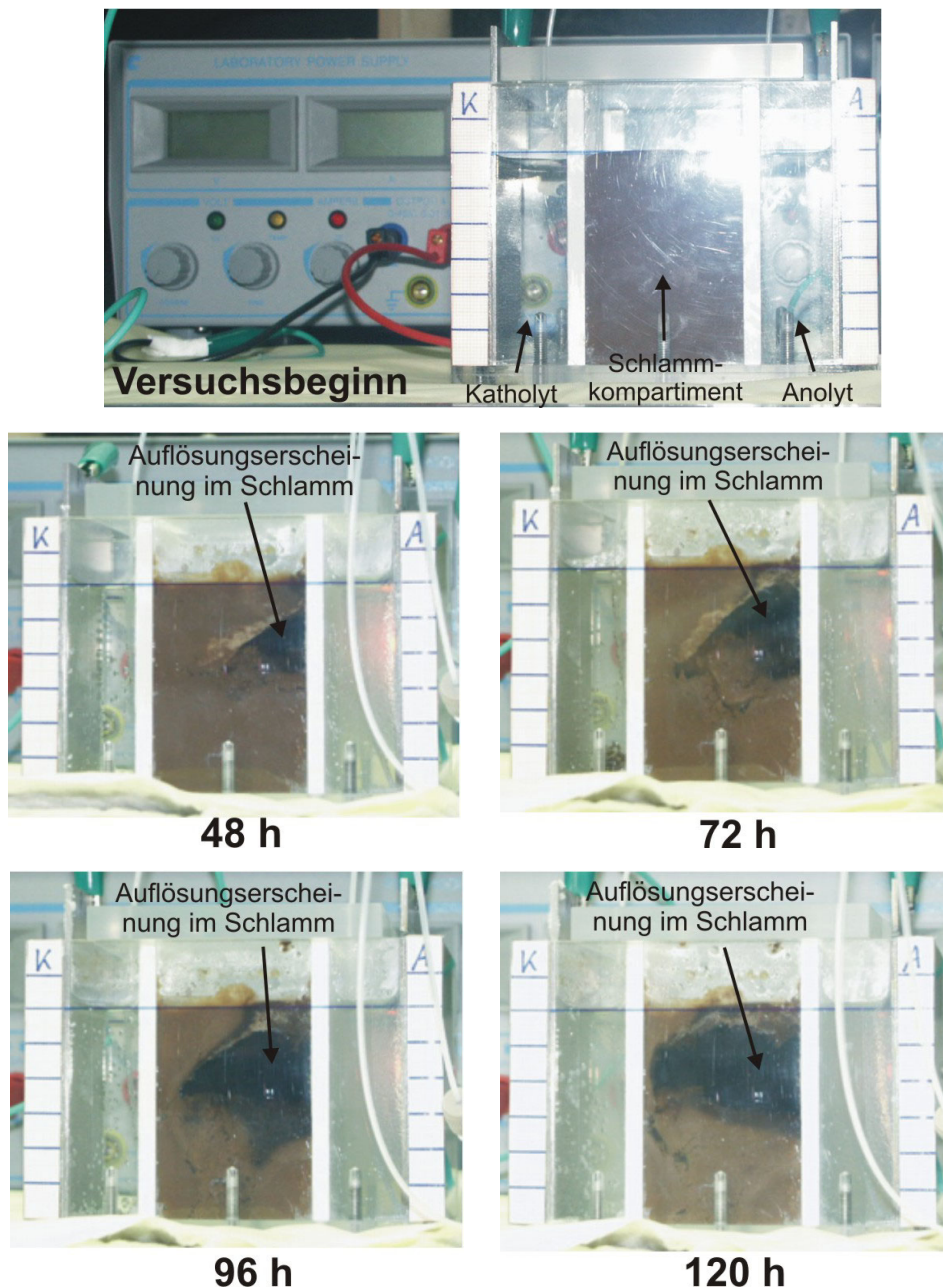 LABORATORY POWER SUPPLY
K
A
Versuchsbeginn
Katholyt
Schlamm-
kompartiment
Anolyt
Auflösungserschei-
nung im Schlamm
K
A
48 h
Auflösungserschei-
nung im Schlamm
K
A
72 h
Auflösungserschei-
nung im Schlamm
K
A
96 h
Auflösungserschei-
nung im Schlamm
K
A
120 h